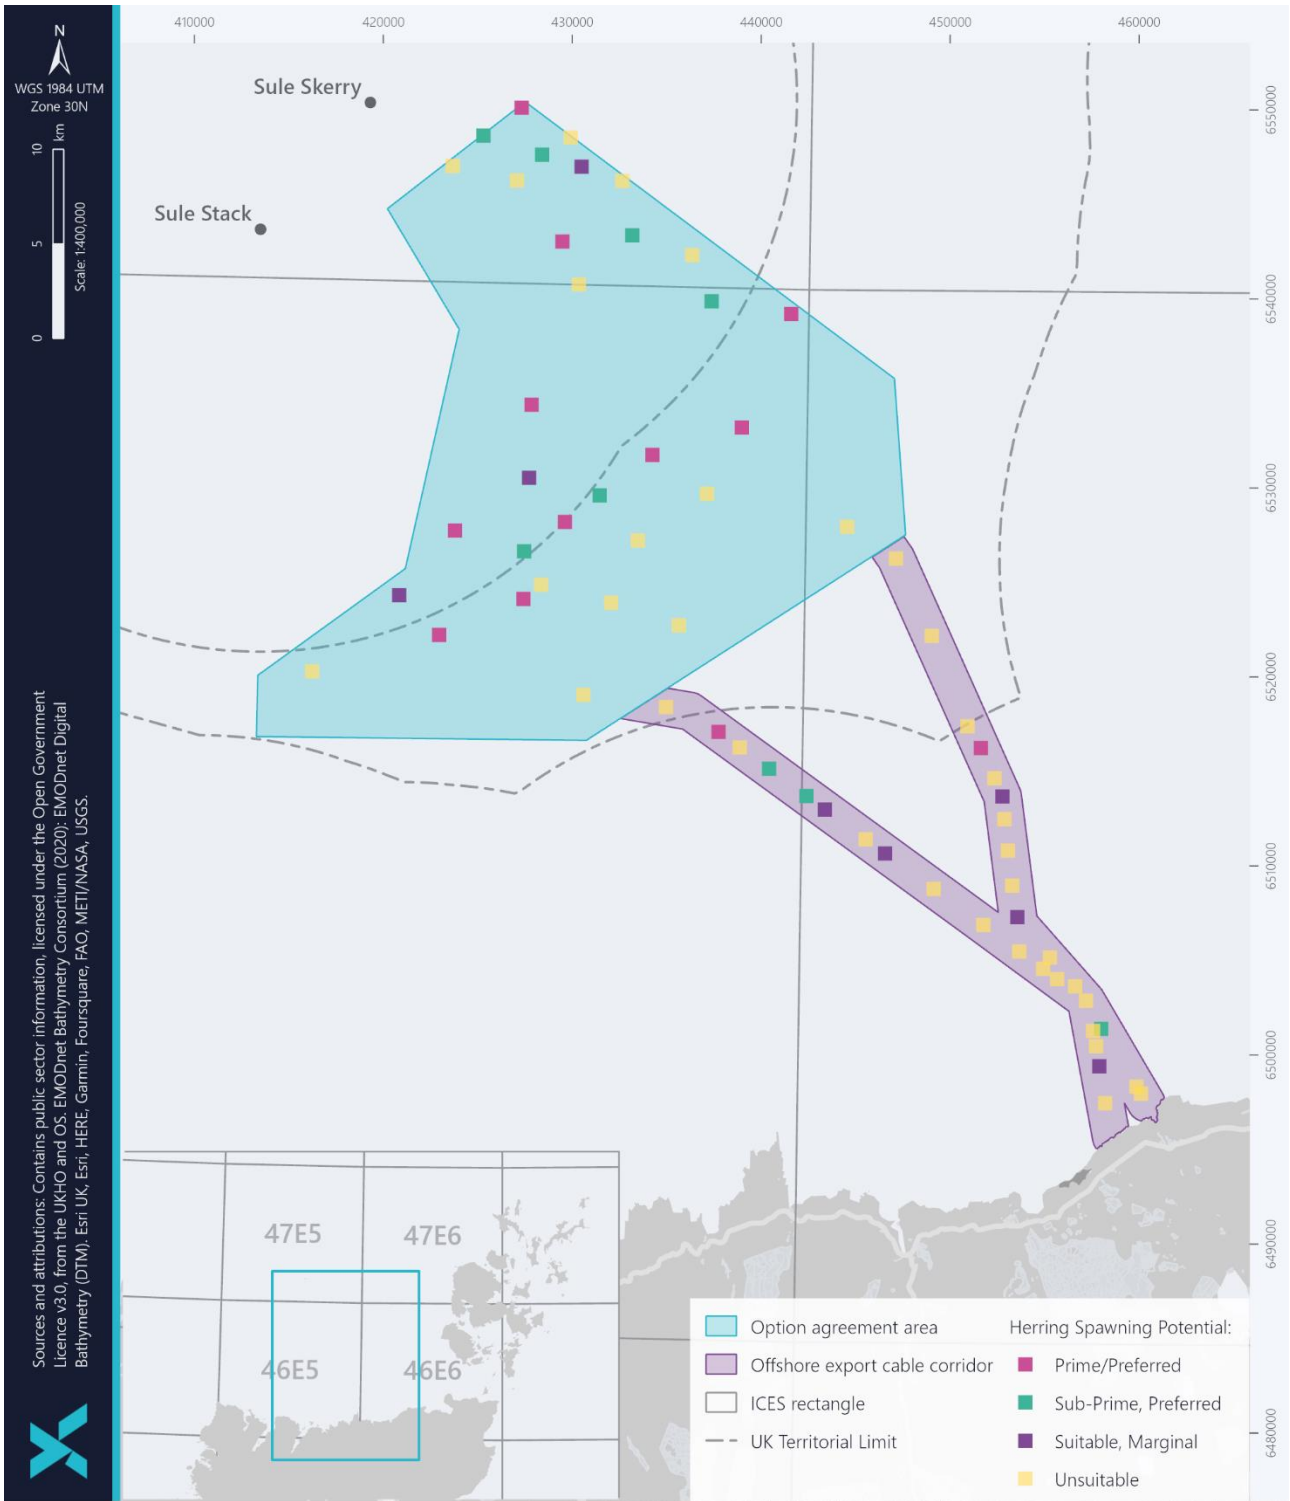 410000
420000
430000
440000
450000
460000
N
WGS 1984 UTM
Zone 30N
km
10
5
0
Scale: 1:400,000
Sule Skerry
Sule Stack
6550000
6540000
6530000
6520000
6510000
6500000
6490000
6480000
47E5
47E6
46E5
46E6
Option agreement area
Offshore export cable corridor
ICES rectangle
UK Territorial Limit
Herring Spawning Potential:
Prime/Preferred
Sub-Prime, Preferred
Suitable, Marginal
Unsuitable
Sources and attributions: Contains public sector information, licensed under the Open Government
Licence v3.0, from the UKHO and OS. EMODnet Bathymetry Consortium (2020): EMODnet Digital
Bathymetry (DTM). Esri UK, Esri, HERE, Garmin, Foursquare, FAO, METI/NASA, USGS.